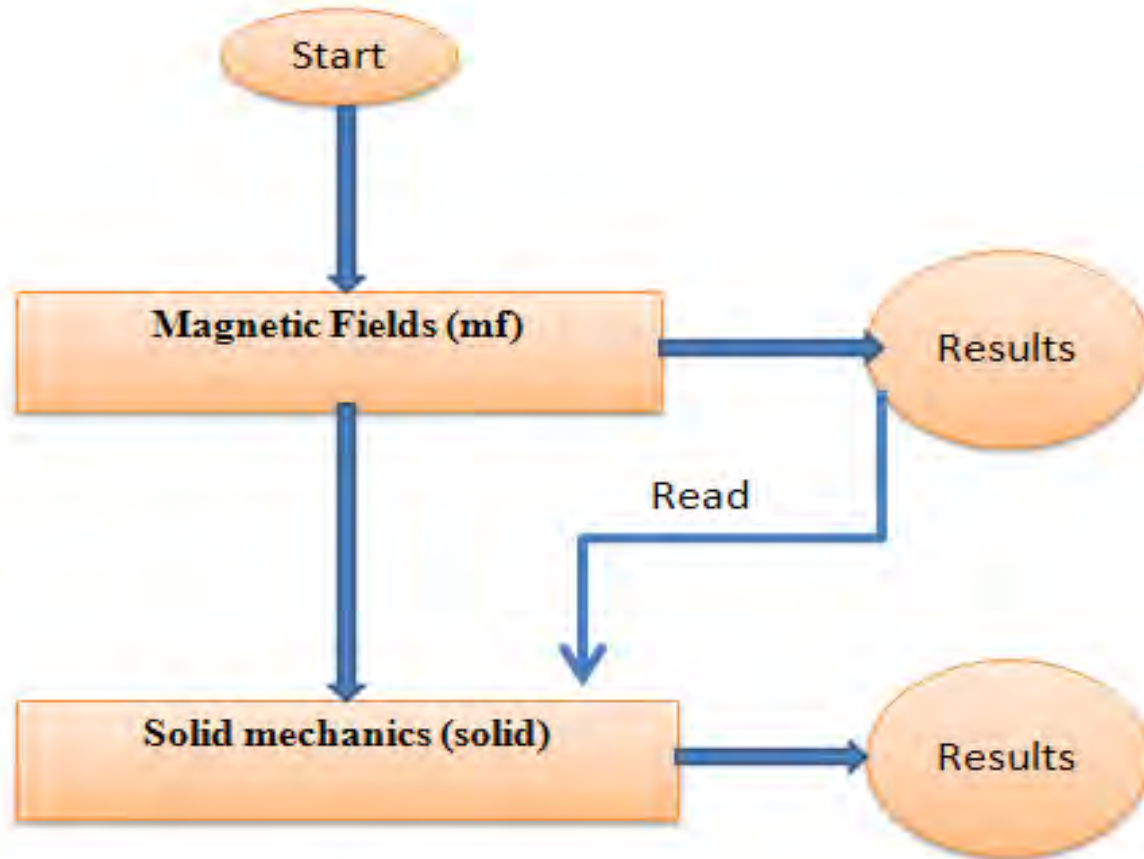 Start
Magnetic Fields (mf)
Results
Read
Solid mechanics (solid)
Results